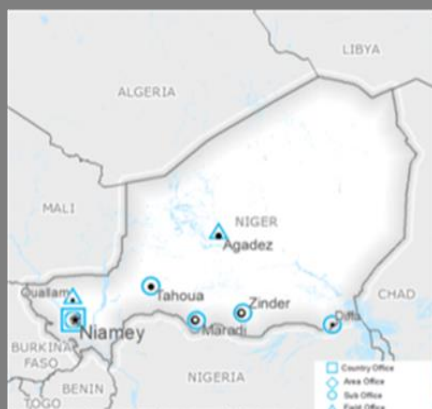 LIBYA
ALGERIA
MALI
NIGER
Agadez
CHAD
Ouallam
Tahoua
Zinder
Diffa
Niamey
Maradi
BURKINA
FASO
NIGERIA
BENIN
TOGO
Country Office
Area Office
Sub Office
Field Office